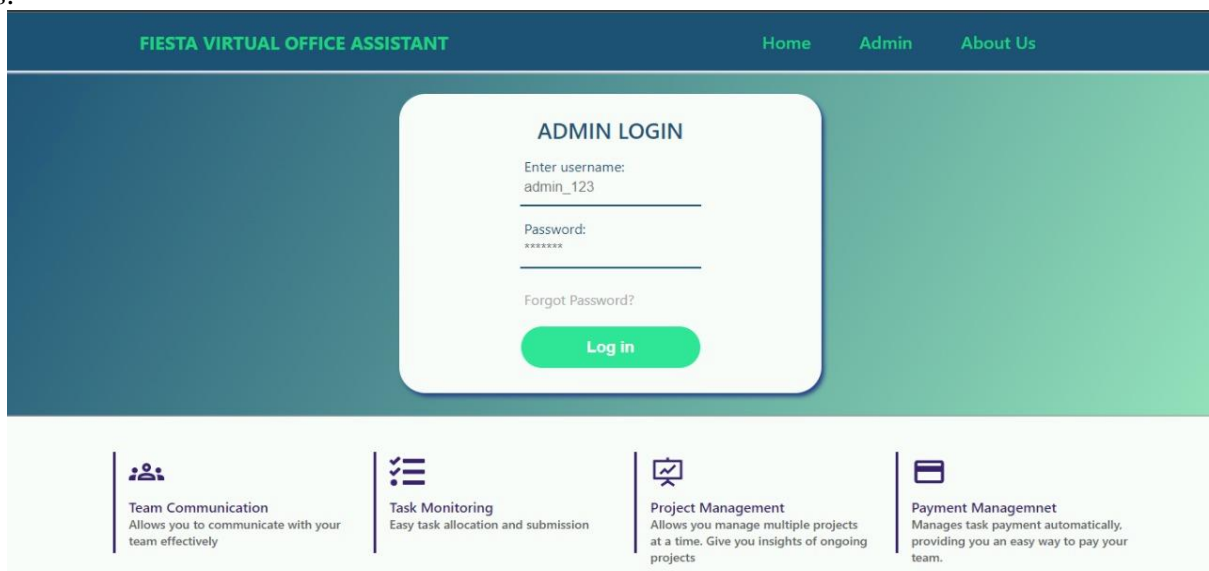 s.
FIESTA VIRTUAL OFFICE ASSISTANT
Home Admin About Us
ADMIN LOGIN
Enter username:
admin_123
Password:
*******
Forgot Password?
Log in
Team Communication
Allows you to communicate with your
team effectively
Task Monitoring
Easy task allocation and submission
Project Management
Allows you manage multiple projects
at a time. Give you insights of ongoing
projects
Payment Managemnet
Manages task payment automatically,
providing you an easy way to pay your
team.